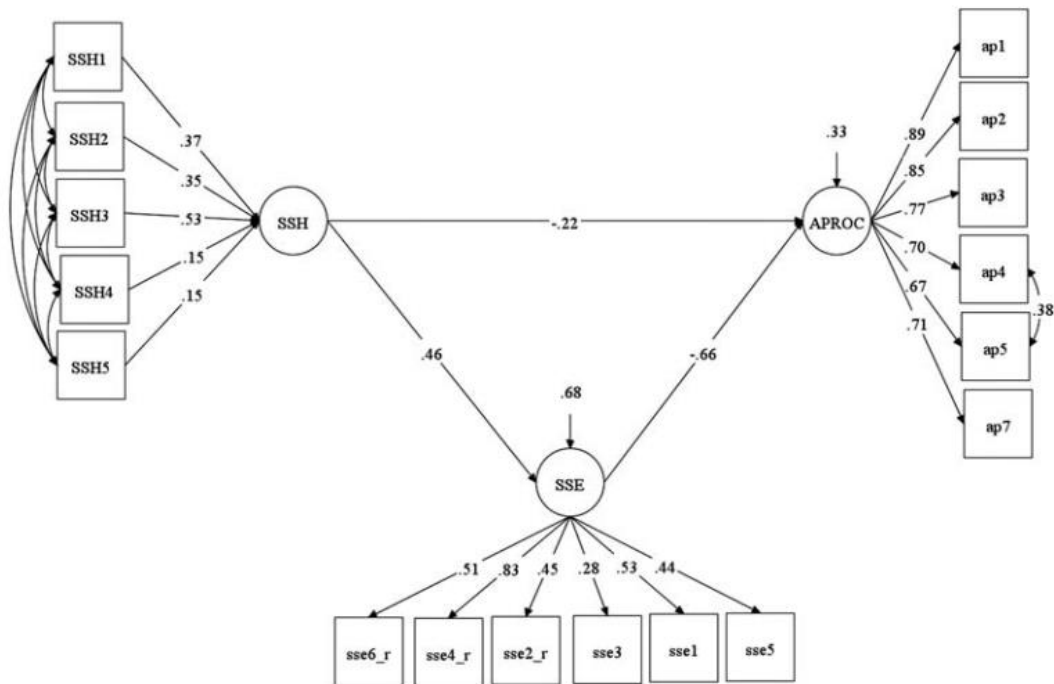 SSH1
SSH2
SSH3
SSH4
SSH5
.37
.35
.53
.15
.15
SSH
-.22
.33
APROC
.89
.85
.77
.70
.67
.71
ap1
ap2
ap3
ap4
ap5
ap7
.38
.46
-.66
.68
SSE
.51
.83
.45
.28
.53
.44
sse6_r
sse4_r
sse2_r
sse3
sse1
sse5